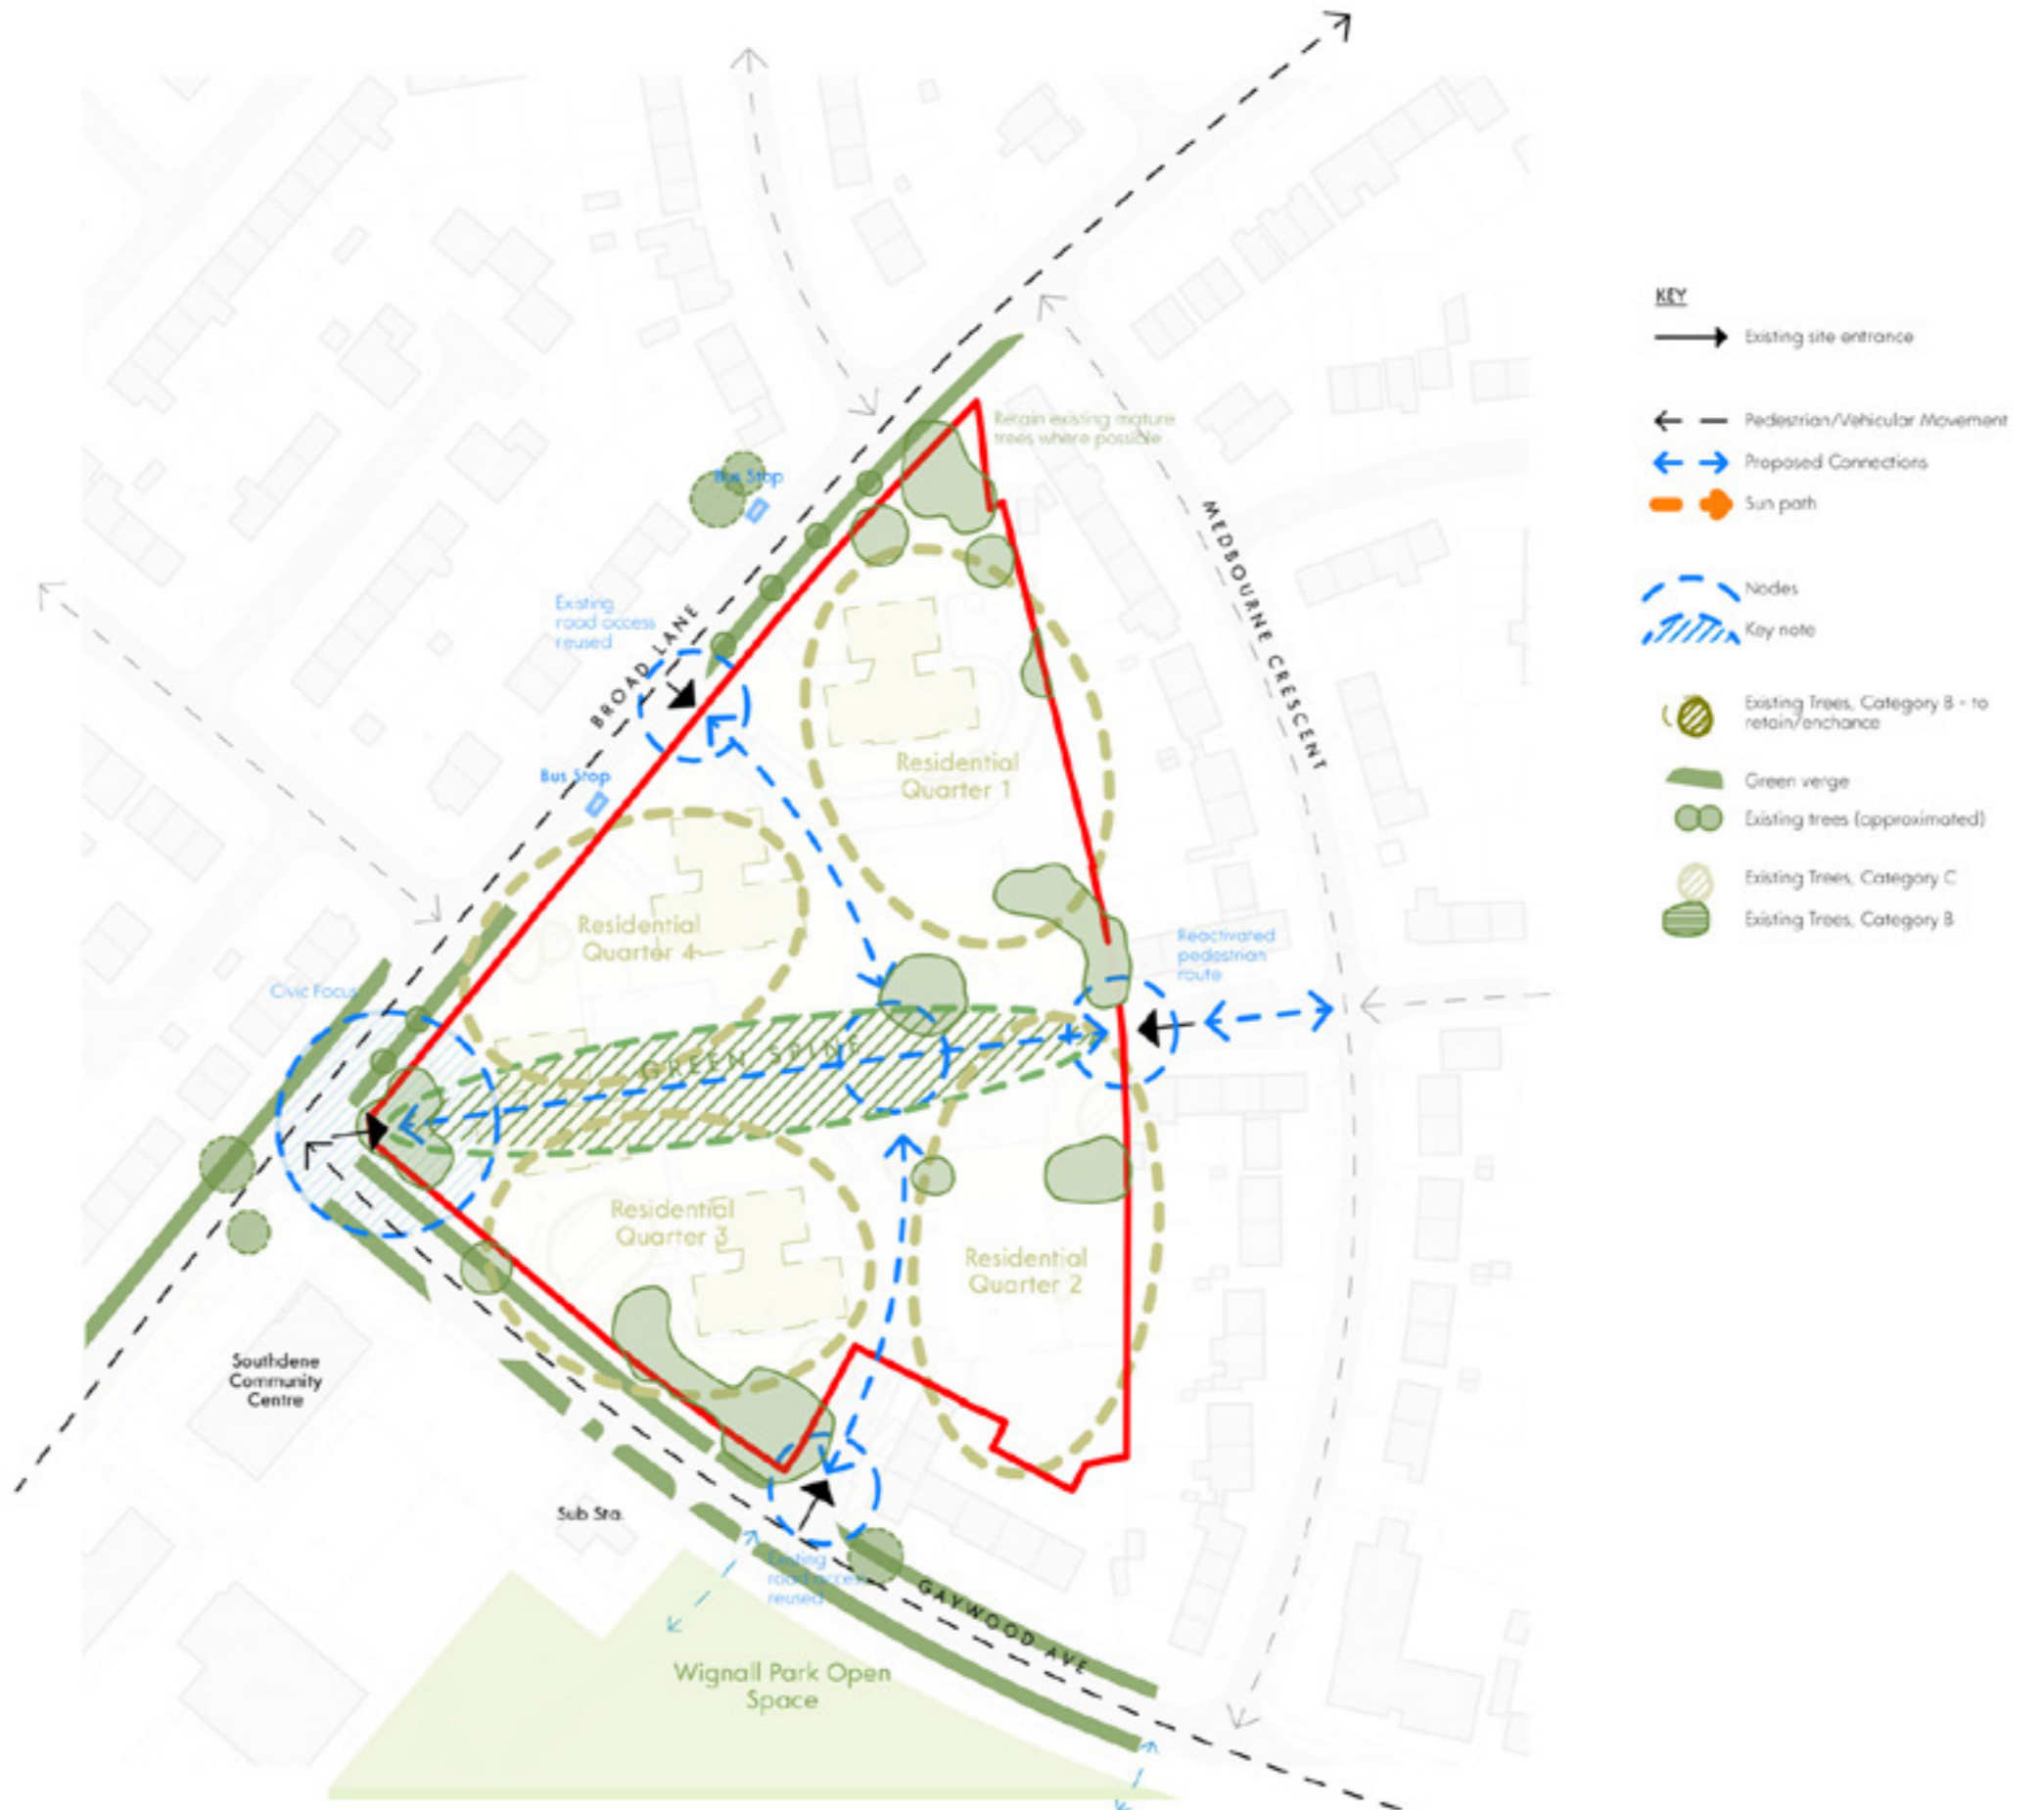 Bus Stop
Retain existing mature
trees where possible
Existing
road access
reused
BROAD LANE
MEDBOURNE CRESCENT
Bus Stop
Residential
Quarter 1
Residential
Quarter 4
Civic Focus
Reactivated
pedestrian
route
GREEN SPINE
Residential
Quarter 3
Residential
Quarter 2
Southdene
Community
Centre
Sub Sta.
Existing
road access
reused
GAYWOOD AVE
Wignall Park Open
Space
KEY
Existing site entrance
Pedestrian/Vehicular Movement
Proposed Connections
Sun path
Nodes
Key note
Existing Trees, Category B - to
retain/enchance
Green verge
Existing trees (approximated)
Existing Trees, Category C
Existing Trees, Category B